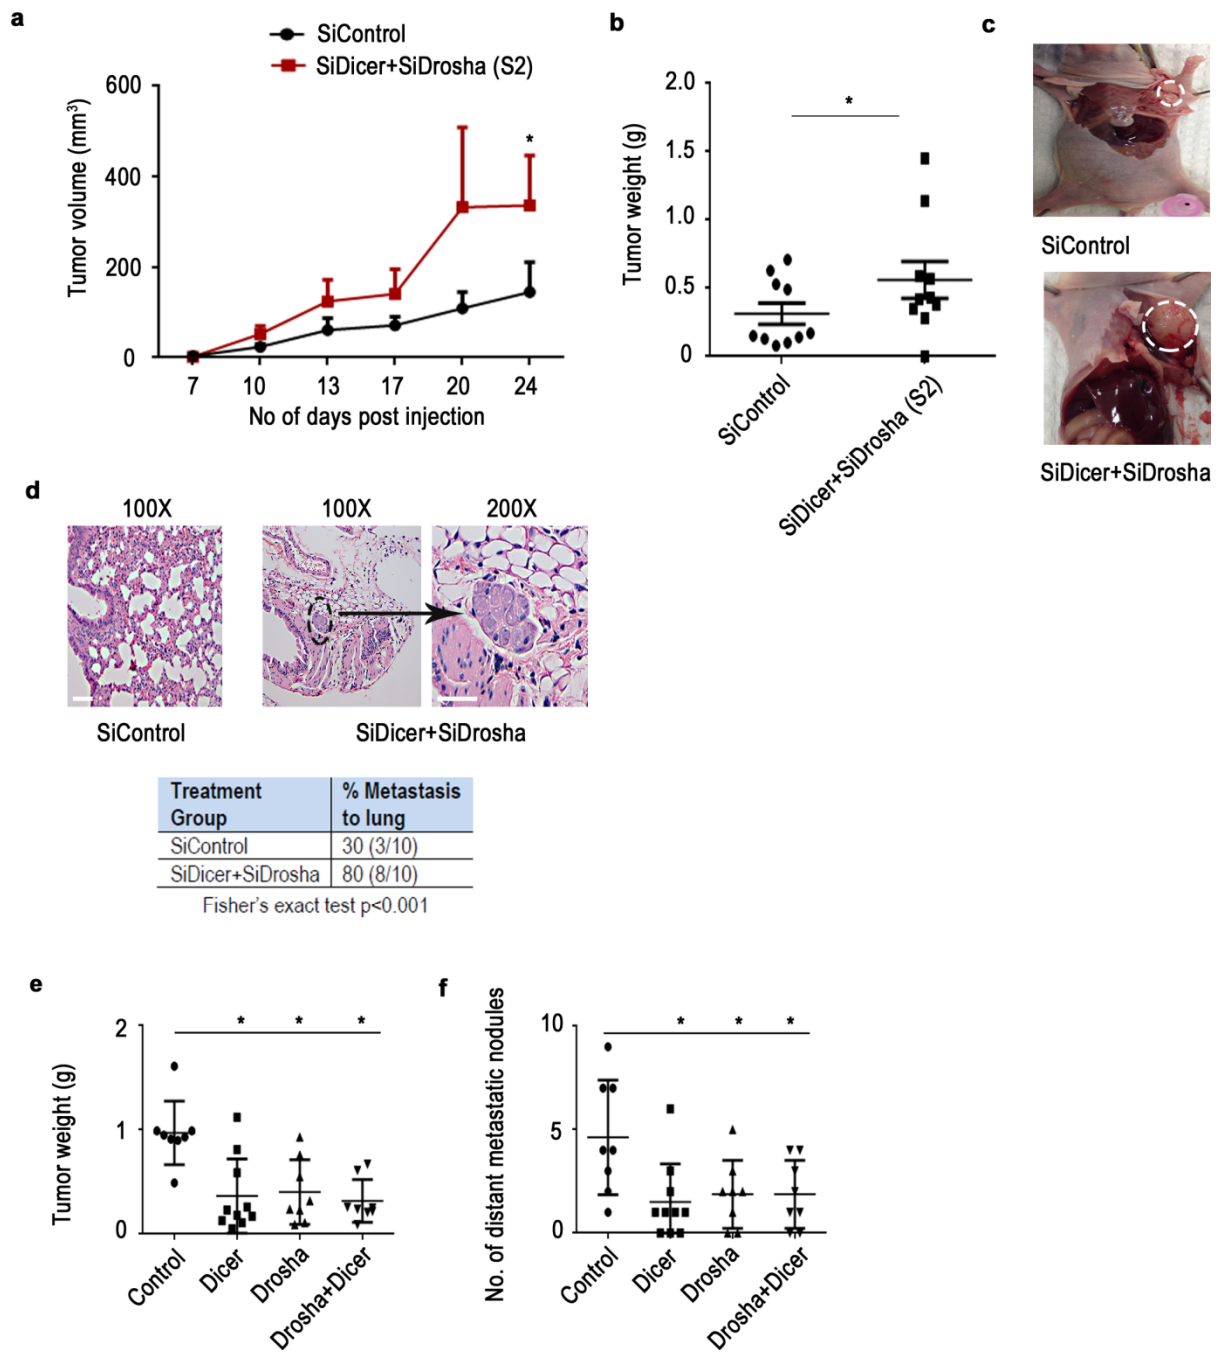 a
SiControl
SiDicer+SiDrosha (S2)
Tumor volume (mm³)
600
400
200
0
*
7 10 13 17 20 24
No of days post injection
b
Tumor weight (g)
2.0
1.5
1.0
0.5
0
*
SiControl
SiDicer+SiDrosha (S2)
c
SiControl
SiDicer+SiDrosha
d
100X 100X 200X
SiControl SiDicer+SiDrosha
Treatment Group % Metastasis to lung
SiControl 30 (3/10)
SiDicer+SiDrosha 80 (8/10)
Fisher's exact test p<0.001
e
Tumor weight (g)
2
1
0
* * *
Control Dicer Drosha Drosha+Dicer
f
No. of distant metastatic nodules
10
5
0
* * *
Control Dicer Drosha Drosha+Dicer